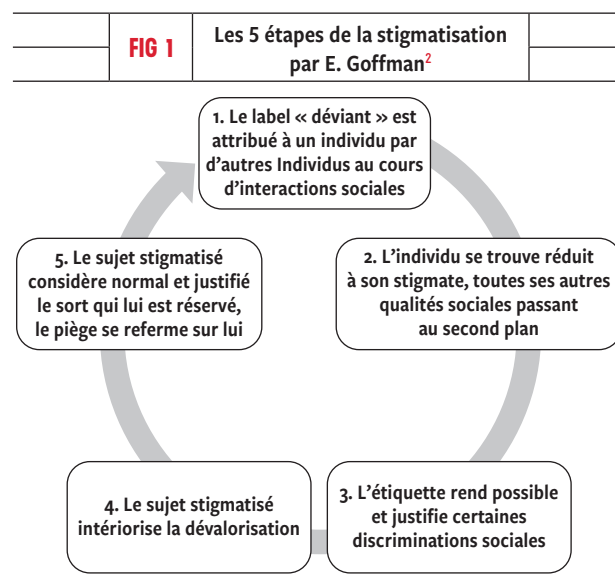 FIG 1
Les 5 étapes de la stigmatisation
par E. Goffman2
1. Le label « déviant » est
attribué à un individu par
d’autres Individus au cours
d’interactions sociales
2. L’individu se trouve réduit
à son stigmate, toutes ses autres
qualités sociales passant
au second plan
3. L’étiquette rend possible
et justifie certaines
discriminations sociales
4. Le sujet stigmatisé
intériorise la dévalorisation
5. Le sujet stigmatisé
considère normal et justifié
le sort qui lui est réservé,
le piège se referme sur lui